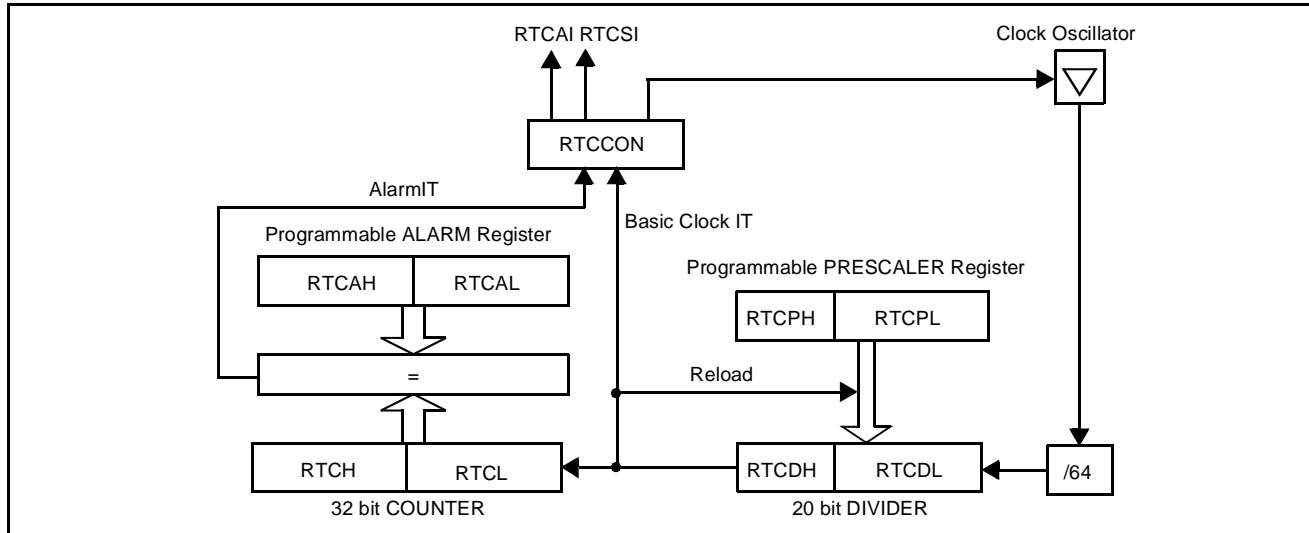 RTCAI RTCSI
Clock Oscillator
RTCCON
AlarmIT
Basic Clock IT
Programmable ALARM Register
Programmable PRESCALER Register
RTCAH RTCAL
RTCPH RTCPL
=
Reload
RTCH RTCL
RTCDH RTCDL
/64
32 bit COUNTER
20 bit DIVIDER